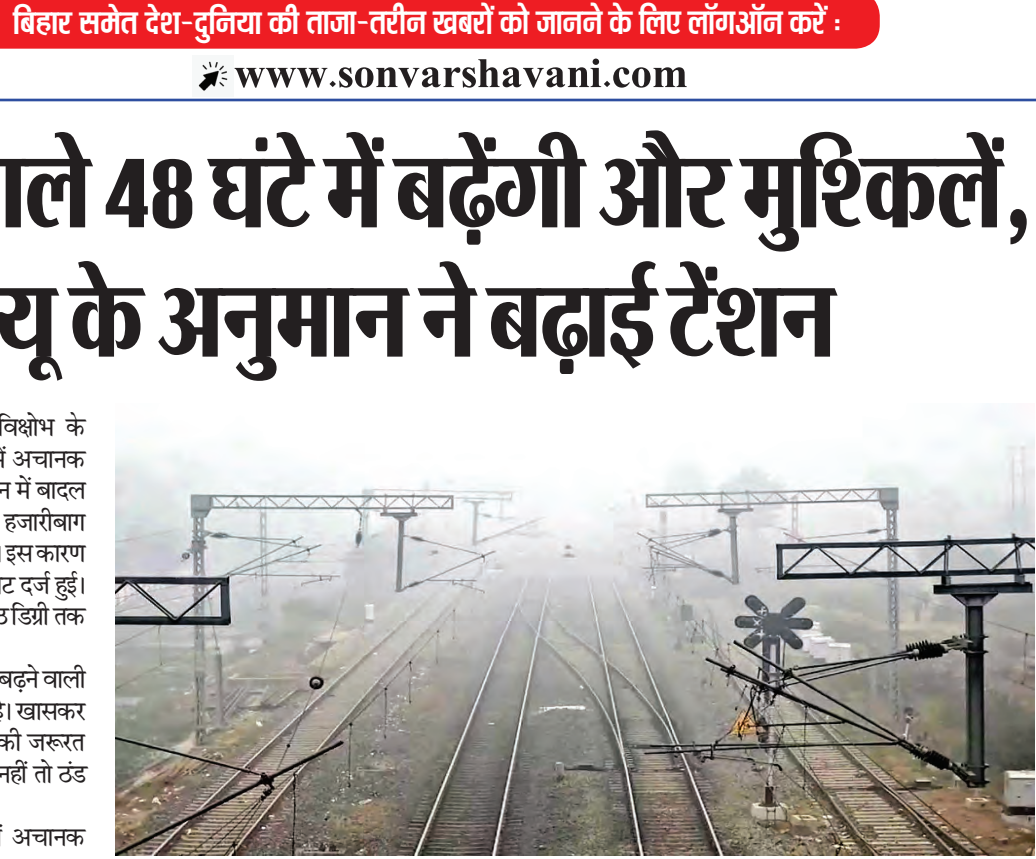 बिहार समेत देश-दुनिया की ताजा-तरीन खबरों को जानने के लिए लॉगऑन करें :
www.sonvarshavani.com
48 घंटे में बढ़ेंगी और मुश्किलें,
के अनुमान ने बढ़ाई टेंशन
विक्षोभ के
अचानक
में बादल
हजारीबाग
इस कारण
दर्ज हुई।
डिग्री तक
बढ़ने वाली
खासकर
की जरूरत
नहीं तो ठंड
अचानक